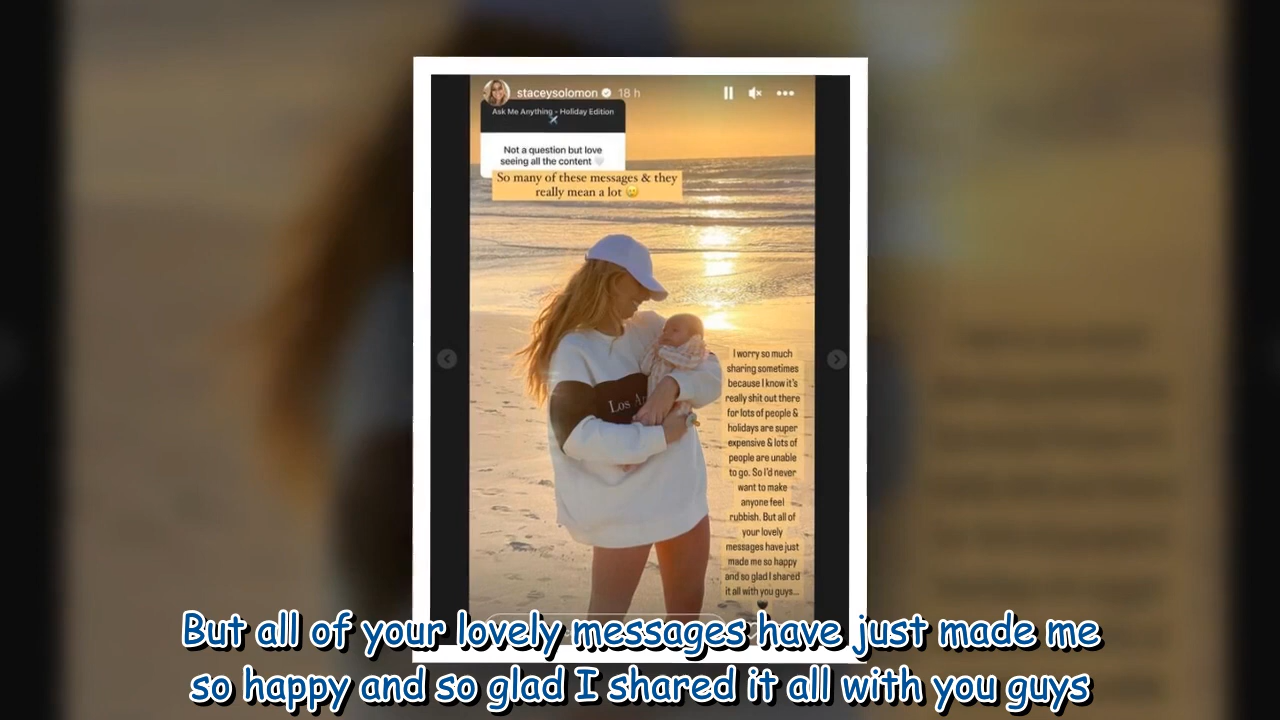 staceysolomon 18 h
Ask Me Anything - Holiday Edition
Not a question but love
seeing all the content
So many of these messages & they
really mean a lot 🥹
Los An
I worry so much
sharing sometimes
because I know it's
really shit out there
for lots of people &
holidays are super
expensive & lots of
people are unable
to go. So I'd never
want to make
anyone feel
rubbish. But all of
your lovely
messages have just
made me so happy
and so glad I shared
it all with you guys...
But all of your lovely messages have just made me
so happy and so glad I shared it all with you guys